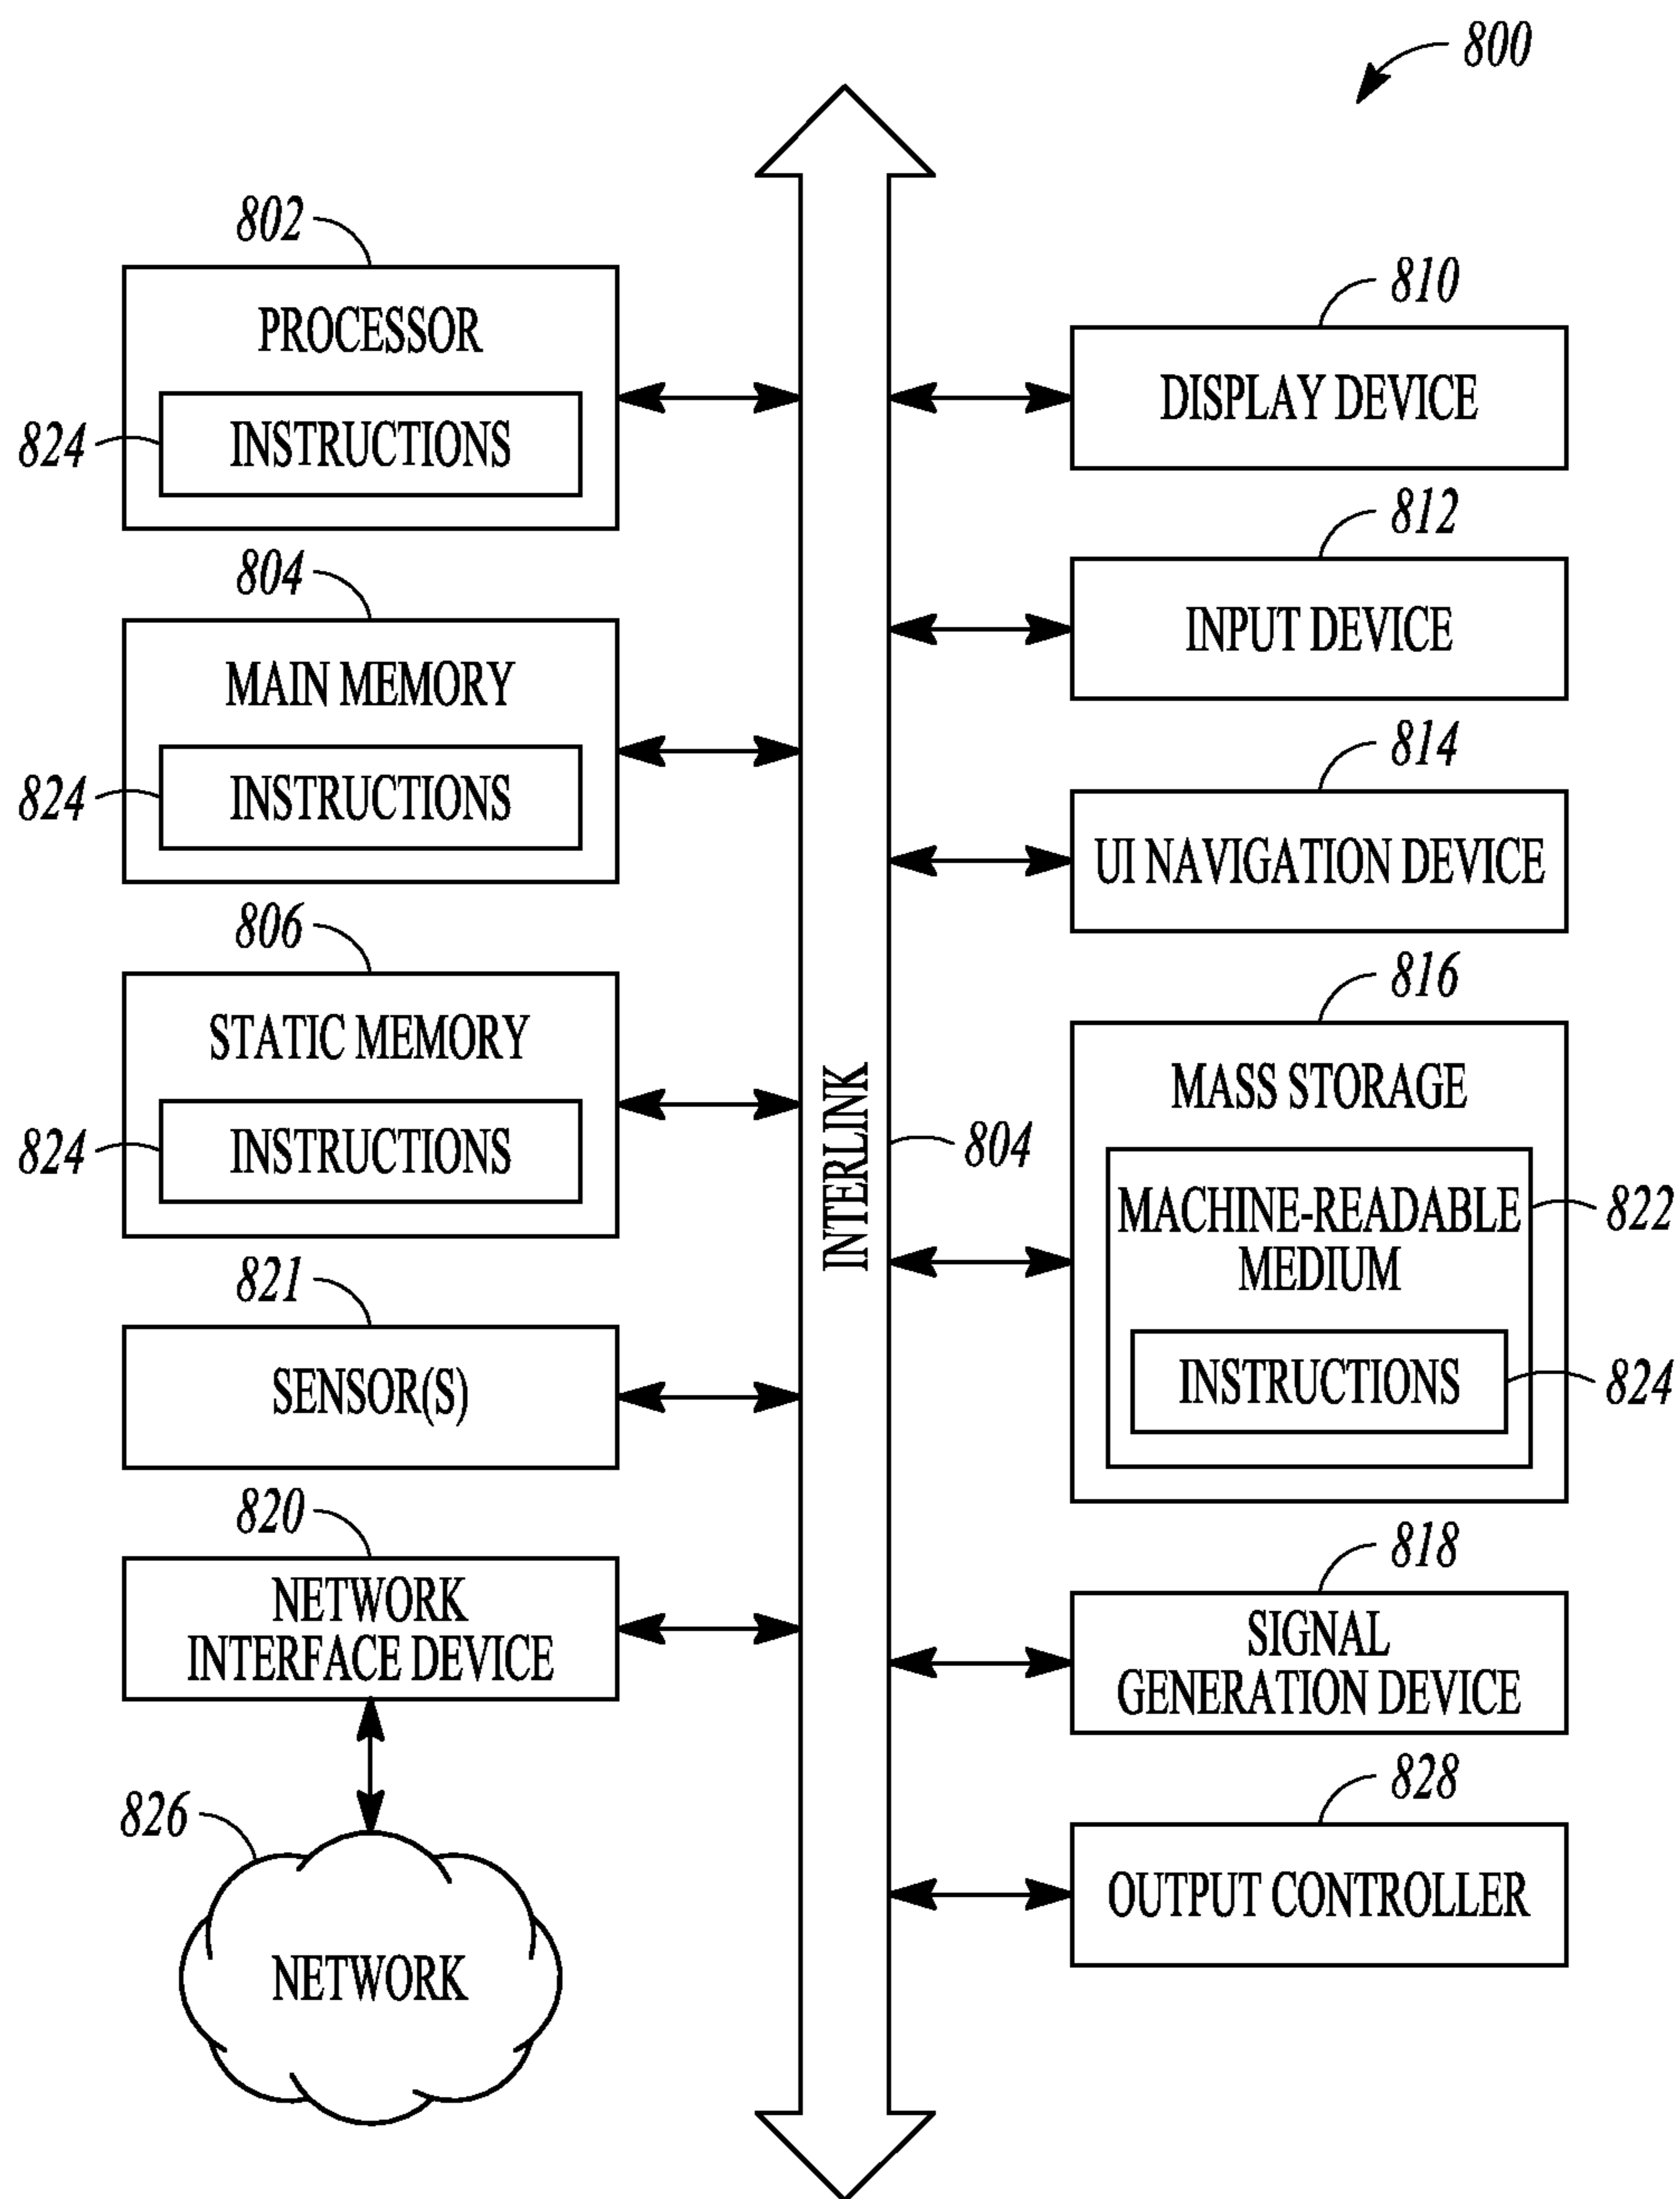 800
802
PROCESSOR
824
INSTRUCTIONS
804
MAIN MEMORY
824
INSTRUCTIONS
806
STATIC MEMORY
824
INSTRUCTIONS
821
SENSOR(S)
820
NETWORK
INTERFACE DEVICE
826
NETWORK
INTERLINK
804
810
DISPLAY DEVICE
812
INPUT DEVICE
814
UI NAVIGATION DEVICE
816
MASS STORAGE
822
MACHINE-READABLE
MEDIUM
INSTRUCTIONS
824
818
SIGNAL
GENERATION DEVICE
828
OUTPUT CONTROLLER